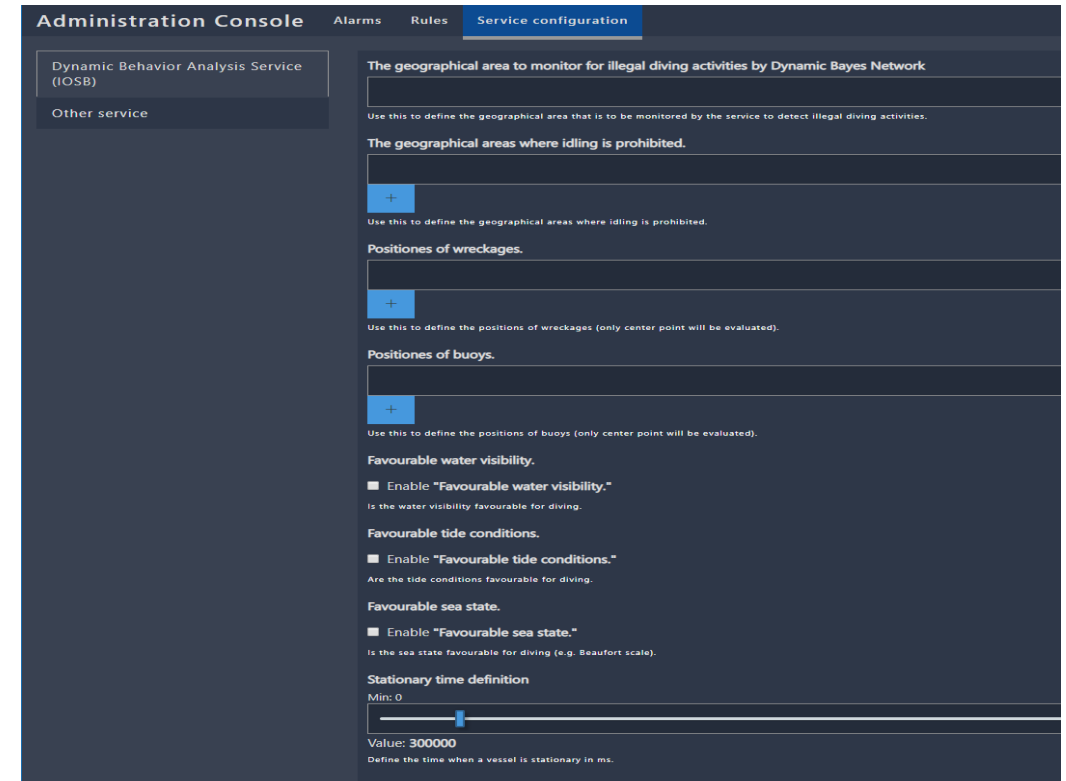 Administration Console Alarms Rules Service configuration
Dynamic Behavior Analysis Service
(IOSB)
Other service
The geographical area to monitor for illegal diving activities by Dynamic Bayes Network
Use this to define the geographical area that is to be monitored by the service to detect illegal diving activities.
The geographical areas where idling is prohibited.
+
Use this to define the geographical areas where idling is prohibited.
Positiones of wreckages.
+
Use this to define the positions of wreckages (only center point will be evaluated).
Positiones of buoys.
+
Use this to define the positions of buoys (only center point will be evaluated).
Favourable water visibility.
Enable "Favourable water visibility."
Is the water visibility favourable for diving.
Favourable tide conditions.
Enable "Favourable tide conditions."
Are the tide conditions favourable for diving.
Favourable sea state.
Enable "Favourable sea state."
Is the sea state favourable for diving (e.g. Beaufort scale).
Stationary time definition
Min: 0
Value: 300000
Define the time when a vessel is stationary in ms.